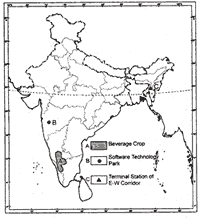 B
A Beverage Crop
B Software Technology
Park
C Terminal Station of
E-W Corridor